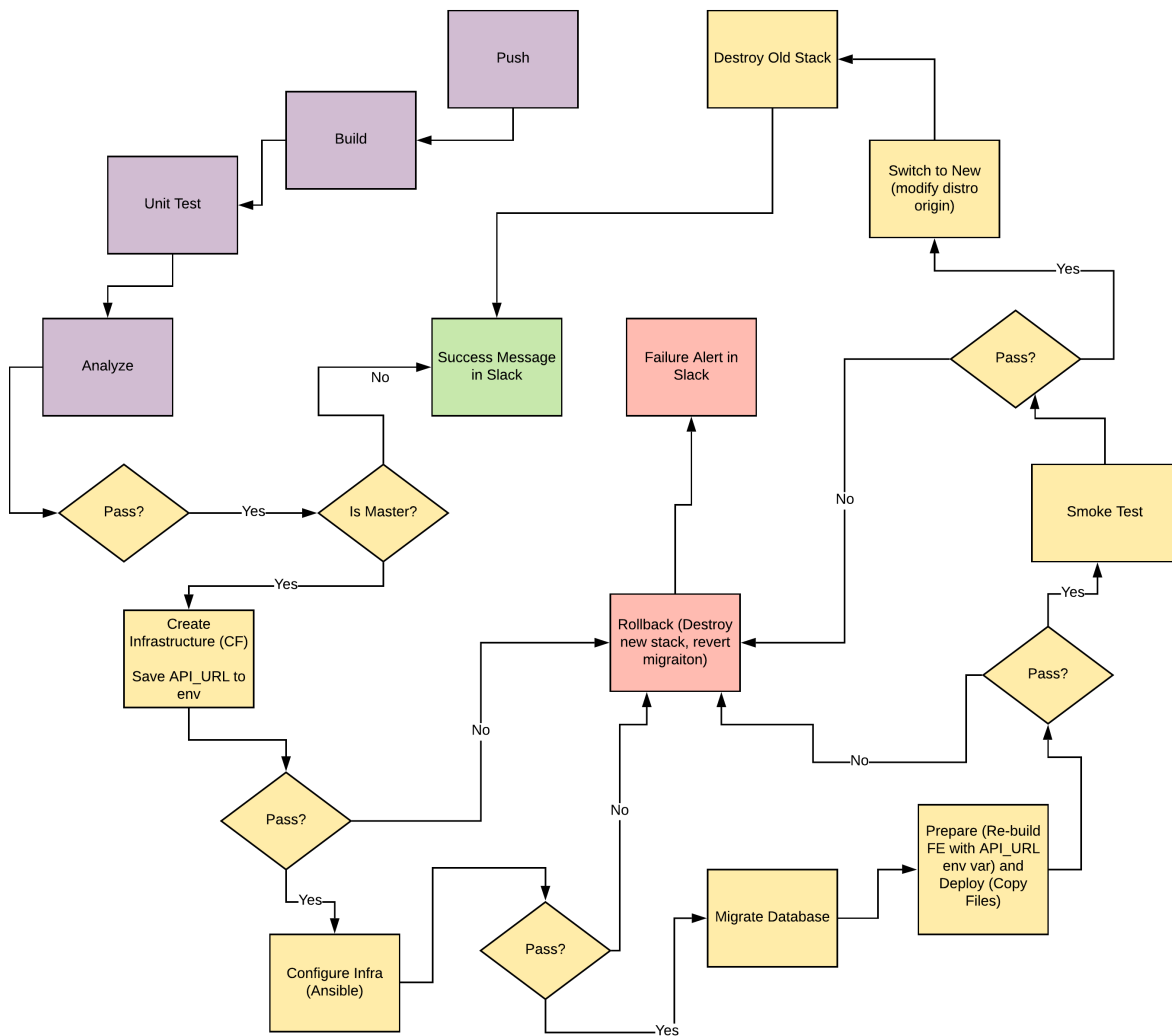 Push
Destroy Old Stack
Build
Switch to New
(modify distro
origin)
Unit Test
Yes
Analyze
No
Success Message
in Slack
Failure Alert in
Slack
Pass?
No
Pass?
Yes
Is Master?
Smoke Test
Yes
Yes
Create
Infrastructure (CF)
Save API_URL to
env
Rollback (Destroy
new stack, revert
migraiton)
Pass?
No
No
Pass?
No
Prepare (Re-build
FE with API_URL
env var) and
Deploy (Copy
Files)
Yes
Migrate Database
Pass?
Configure Infra
(Ansible)
Yes